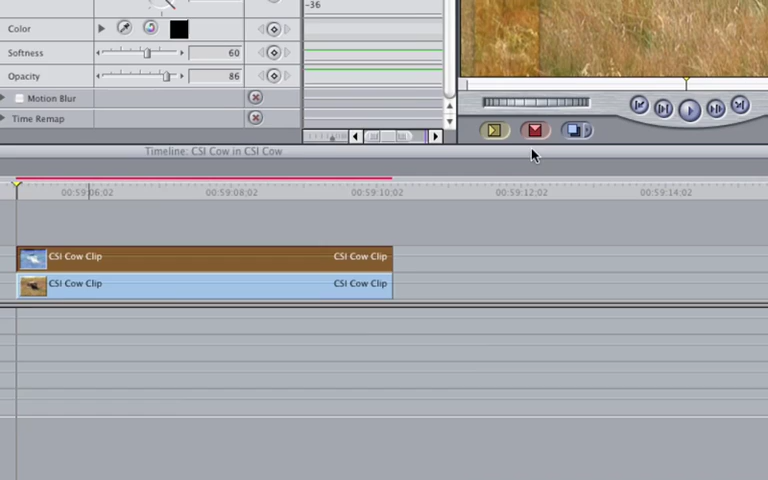 -36
Color
Softness 60
Opacity 86
Motion Blur
Time Remap
Timeline: CSI Cow in CSI Cow
00:59:06;02 00:59:08;02 00:59:10;02 00:59:12;02 00:59:14;02
CSI Cow Clip CSI Cow Clip
CSI Cow Clip CSI Cow Clip